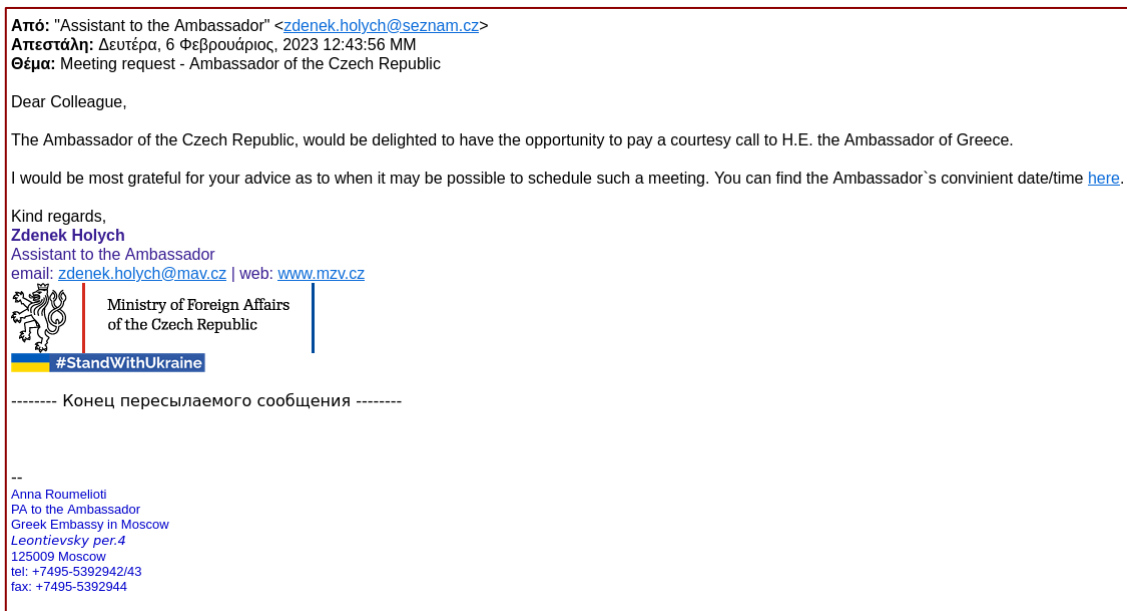 Από: "Assistant to the Ambassador" <zdenek.holych@seznam.cz>
Απεστάλη: Δευτέρα, 6 Φεβρουάριος, 2023 12:43:56 ΜΜ
Θέμα: Meeting request - Ambassador of the Czech Republic
Dear Colleague,
The Ambassador of the Czech Republic, would be delighted to have the opportunity to pay a courtesy call to H.E. the Ambassador of Greece.
I would be most grateful for your advice as to when it may be possible to schedule such a meeting. You can find the Ambassador`s convinient date/time here.
Kind regards,
Zdenek Holych
Assistant to the Ambassador
email: zdenek.holych@mav.cz | web: www.mzv.cz
Ministry of Foreign Affairs
of the Czech Republic
#StandWithUkraine
-------- Конец пересылаемого сообщения --------
--
Anna Roumelioti
PA to the Ambassador
Greek Embassy in Moscow
Leontievsky per.4
125009 Moscow
tel: +7495-5392942/43
fax: +7495-5392944